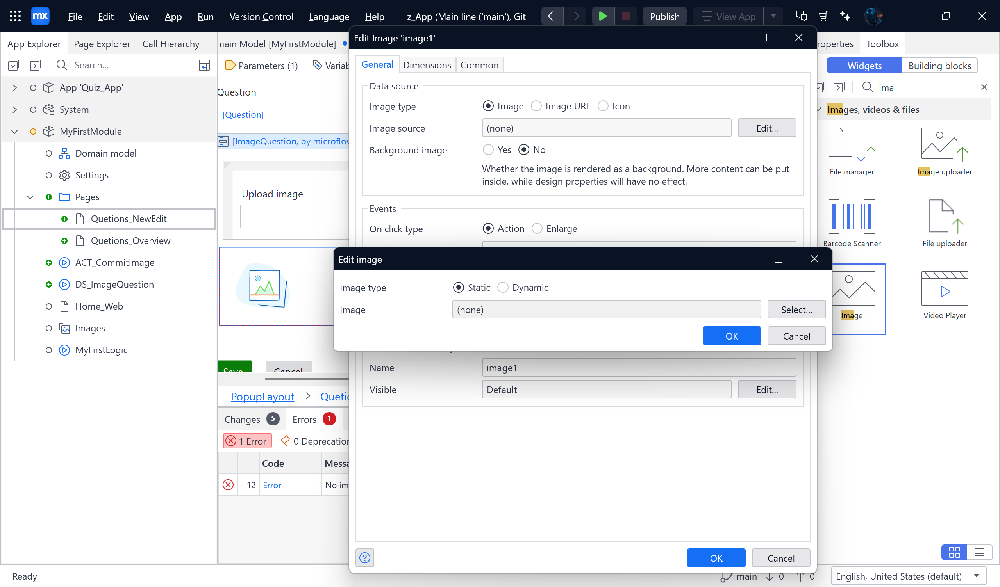 mx File Edit View App Run Version Control Language Help z_App (Main line ('main'), Git Publish View App
App Explorer Page Explorer Call Hierarchy
Search...
App 'Quiz_App'
System
MyFirstModule
Domain model
Settings
Pages
Quetions_NewEdit
Quetions_Overview
ACT_CommitImage
DS_ImageQuestion
Home_Web
Images
MyFirstLogic
main Model [MyFirstModule]
Parameters (1) Variab
Question
[Question]
[ImageQuestion, by microflow
Upload image
Save Cancel
PopupLayout > Quetic
Changes 5 Errors 1
1 Error 0 Deprecation
Code Messa
12 Error No im
Edit Image 'image1'
General Dimensions Common
Data source
Image type Image Image URL Icon
Image source (none) Edit...
Background image Yes No
Whether the image is rendered as a background. More content can be put
inside, while design properties will have no effect.
Events
On click type Action Enlarge
Edit image
Image type Static Dynamic
Image (none) Select...
OK Cancel
Name image1
Visible Default Edit...
? OK Cancel
roperties Toolbox
Widgets Building blocks
ima
Images, videos & files
File manager Image uploader
Barcode Scanner File uploader
Image Video Player
Ready main 0 0 English, United States (default)